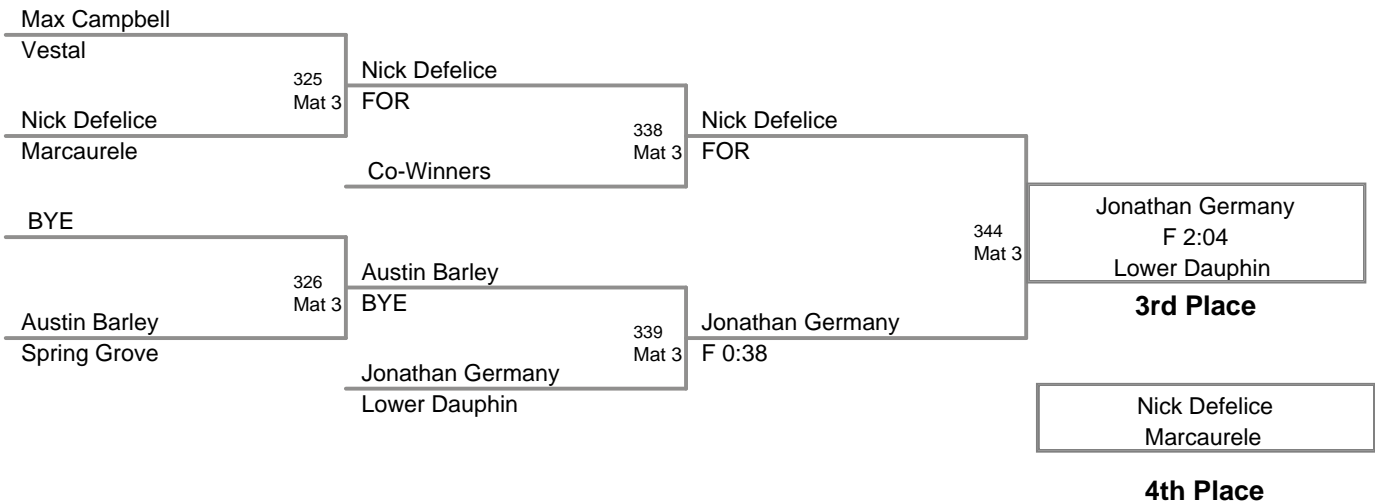 Max Campbell
Vestal
325
Mat 3
Nick Defelice
Marcaurele
Nick Defelice
FOR
338
Mat 3
Co-Winners
Nick Defelice
FOR
BYE
326
Mat 3
Austin Barley
Spring Grove
Austin Barley
BYE
339
Mat 3
Jonathan Germany
Lower Dauphin
Jonathan Germany
F 0:38
344
Mat 3
Jonathan Germany
F 2:04
Lower Dauphin
3rd Place
Nick Defelice
Marcaurele
4th Place